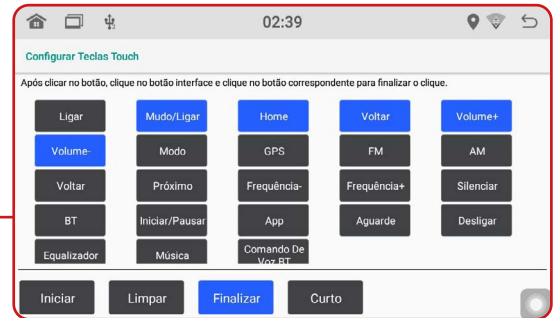 02:39
Configurar Teclas Touch
Após clicar no botão, clique no botão interface e clique no botão correspondente para finalizar o clique.
Ligar Mudo/Ligar Home Voltar Volume+
Volume- Modo GPS FM AM
Voltar Próximo Frequência- Frequência+ Silenciar
BT Iniciar/Pausar App Aguarde Desligar
Equalizador Música Comando De Voz BT
Iniciar Limpar Finalizar Curto